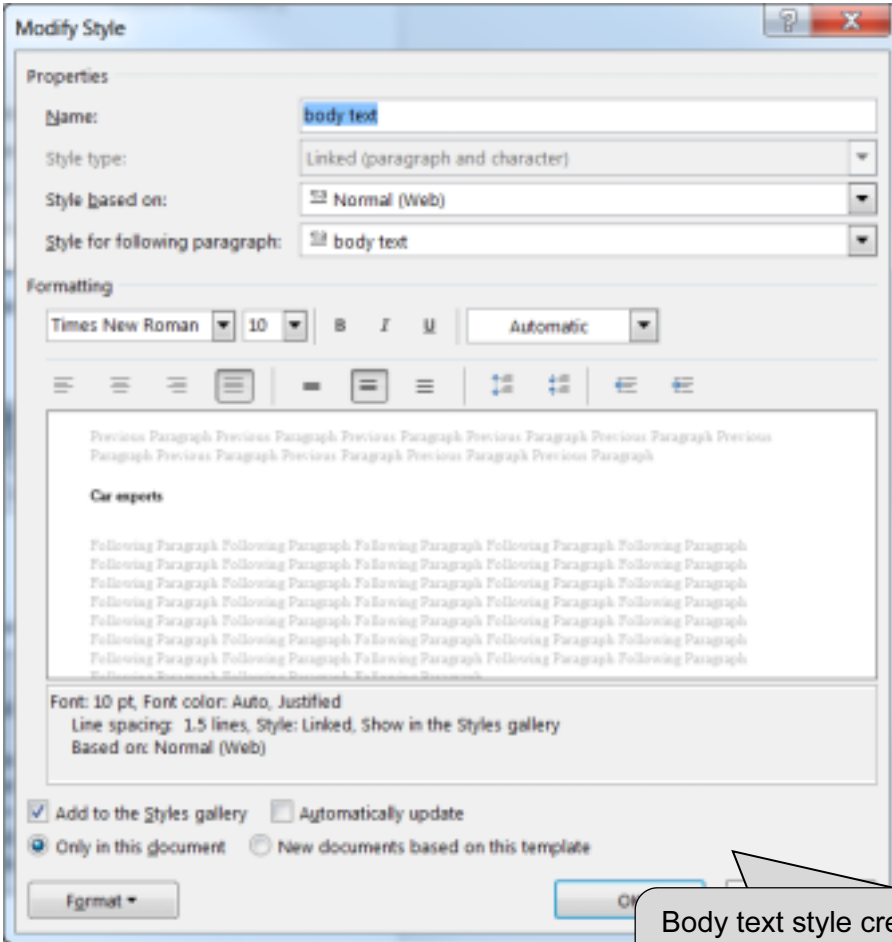 Modify Style
Properties
Name: body text
Style type: Linked (paragraph and character)
Style based on: Normal (Web)
Style for following paragraph: body text
Formatting
Times New Roman 10 B I U Automatic
Previous Paragraph Previous Paragraph Previous Paragraph Previous Paragraph Previous Paragraph Previous
Paragraph Previous Paragraph Previous Paragraph Previous Paragraph Previous Paragraph
Car exports
Following Paragraph Following Paragraph Following Paragraph Following Paragraph Following Paragraph
Following Paragraph Following Paragraph Following Paragraph Following Paragraph Following Paragraph
Following Paragraph Following Paragraph Following Paragraph Following Paragraph Following Paragraph
Following Paragraph Following Paragraph Following Paragraph Following Paragraph Following Paragraph
Following Paragraph Following Paragraph Following Paragraph Following Paragraph Following Paragraph
Following Paragraph Following Paragraph Following Paragraph Following Paragraph Following Paragraph
Following Paragraph Following Paragraph Following Paragraph Following Paragraph Following Paragraph
Font: 10 pt, Font color: Auto, Justified
Line spacing: 1.5 lines, Style: Linked, Show in the Styles gallery
Based on: Normal (Web)
Add to the Styles gallery Automatically update
Only in this document New documents based on this template
Format
Body text style